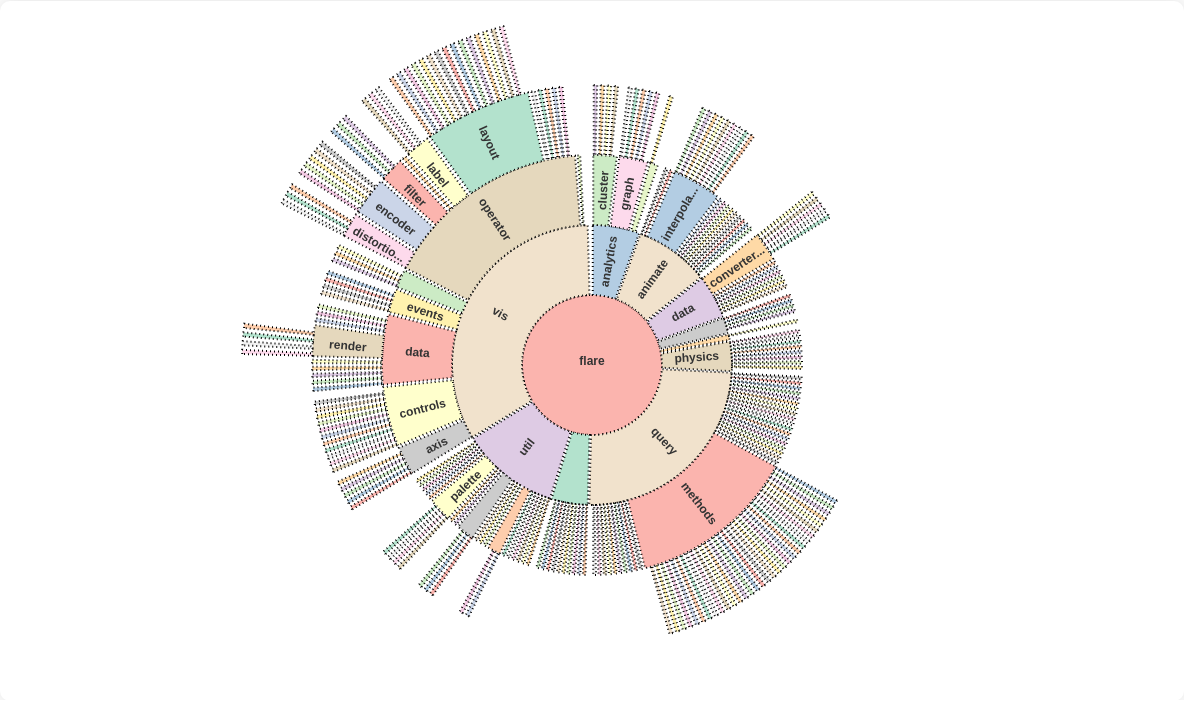 layout
label
filter
encoder
distortio...
operator
cluster
graph
interpola...
analytics
animate
converter...
data
vis
events
data
render
controls
axis
flare
physics
query
methods
util
palette